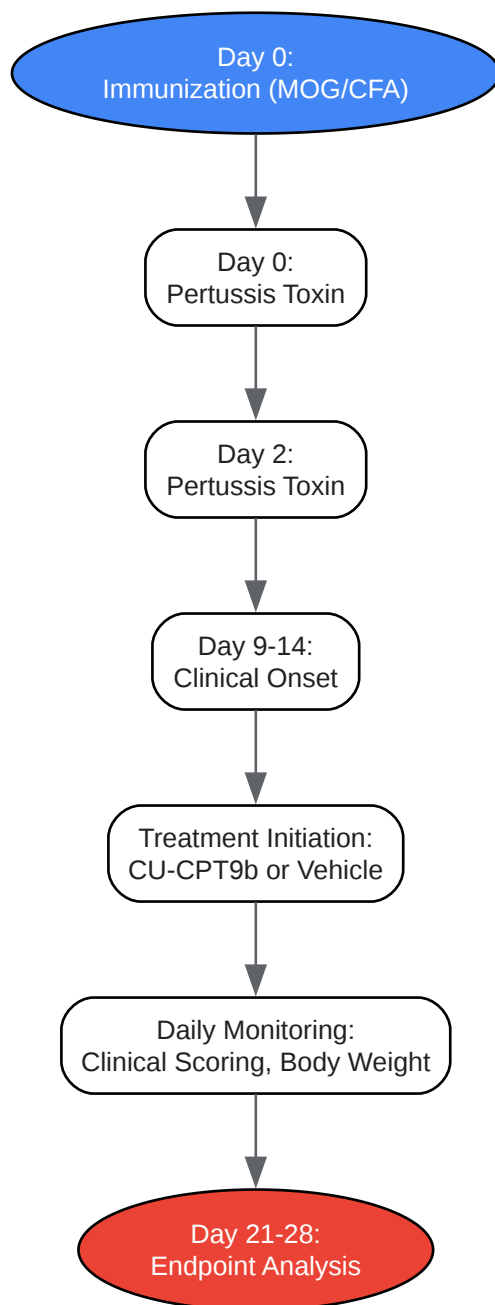 Day 0:
Immunization (MOG/CFA)
Day 0:
Pertussis Toxin
Day 2:
Pertussis Toxin
Day 9-14:
Clinical Onset
Treatment Initiation:
CU-CPT9b or Vehicle
Daily Monitoring:
Clinical Scoring, Body Weight
Day 21-28:
Endpoint Analysis